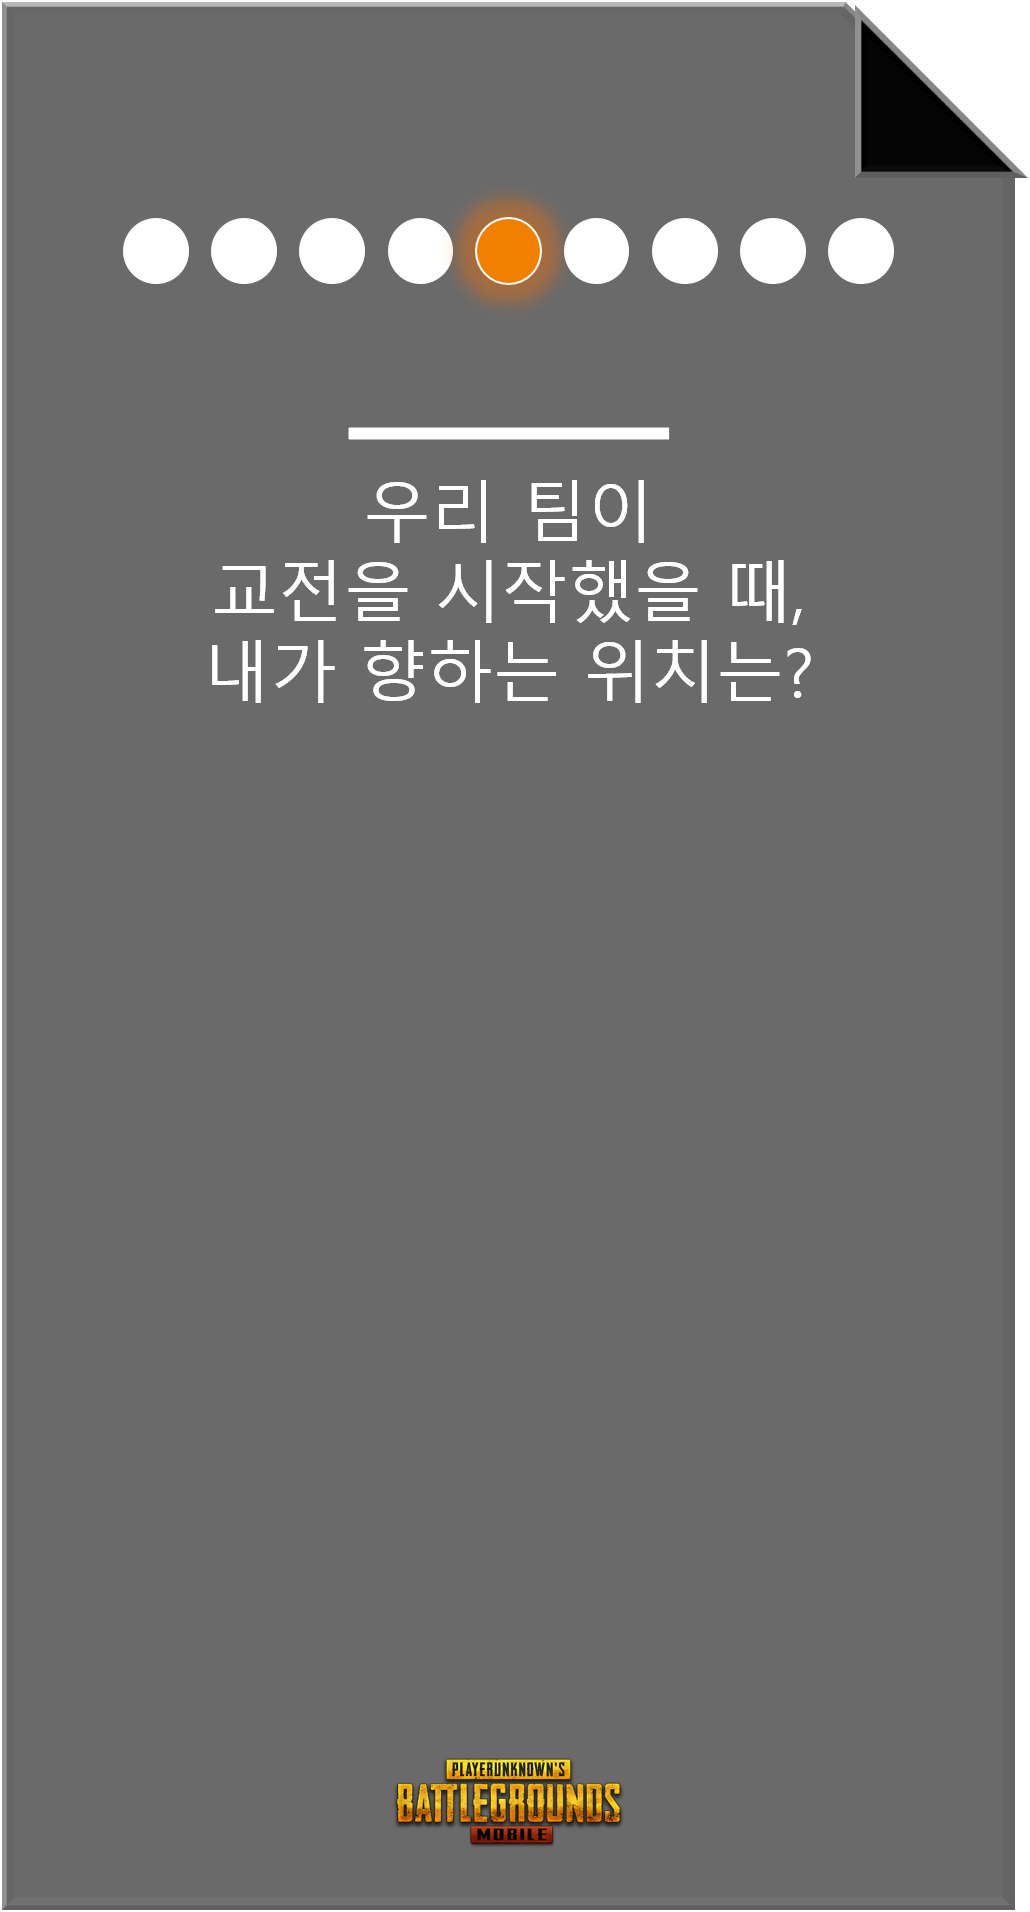 우리 팀이
교전을 시작했을 때,
내가 향하는 위치는?
PLAYERUNKNOWN'S
BATTLEGROUNDS
MOBILE